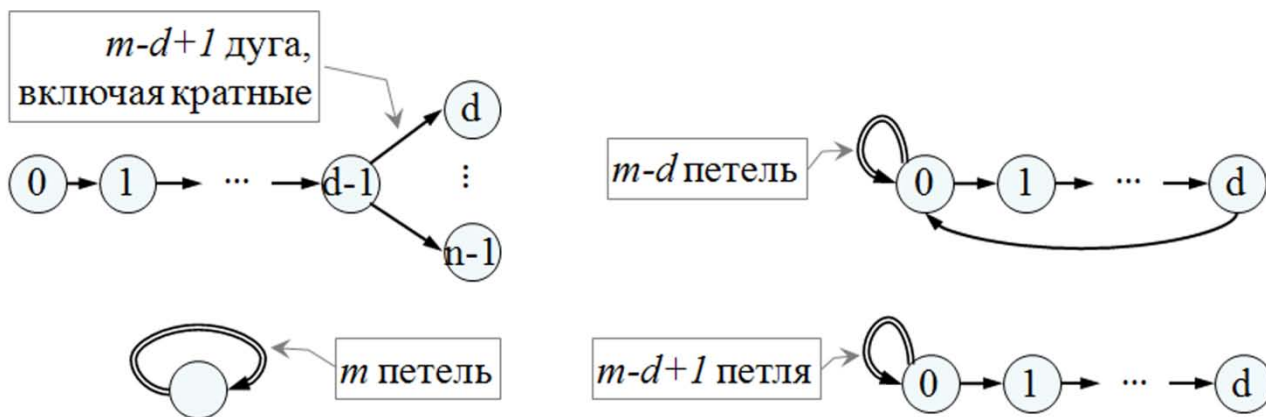 m-d+1 дуга,
включая кратные
d
0 1 ... d-1 ⋮
n-1
m-d петель
0 1 ... d
m петель
m-d+1 петля
0 1 ... d